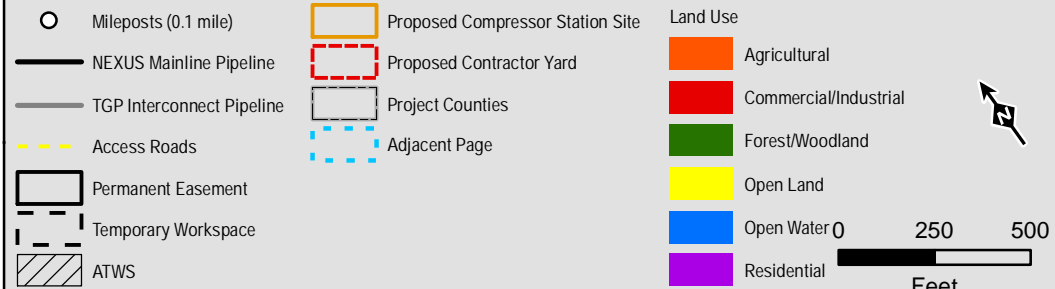 Mileposts (0.1 mile)
NEXUS Mainline Pipeline
TGP Interconnect Pipeline
Access Roads
Permanent Easement
Temporary Workspace
ATWS
Proposed Compressor Station Site
Proposed Contractor Yard
Project Counties
Adjacent Page
Land Use
Agricultural
Commercial/Industrial
Forest/Woodland
Open Land
Open Water
Residential
N
0 250 500
Feet